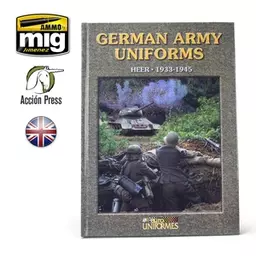 AMMO
mig
Jimenez
Acción Press
GERMAN ARMY
UNIFORMS
HEER · 1933-1945
UNIFORMES